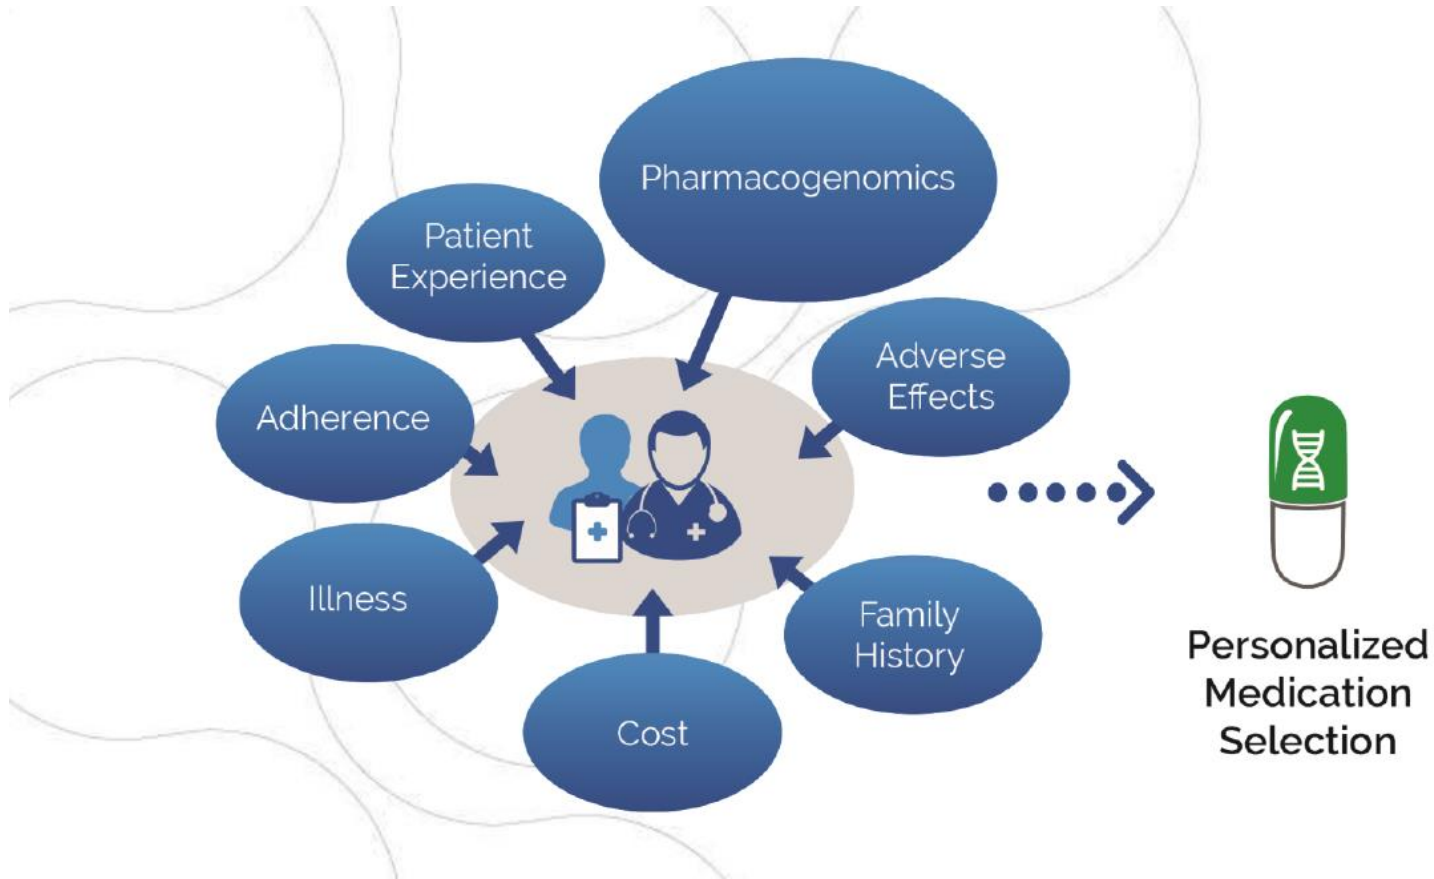 Pharmacogenomics
Patient
Experience
Adverse
Effects
Adherence
Illness
Family
History
Cost
Personalized
Medication
Selection